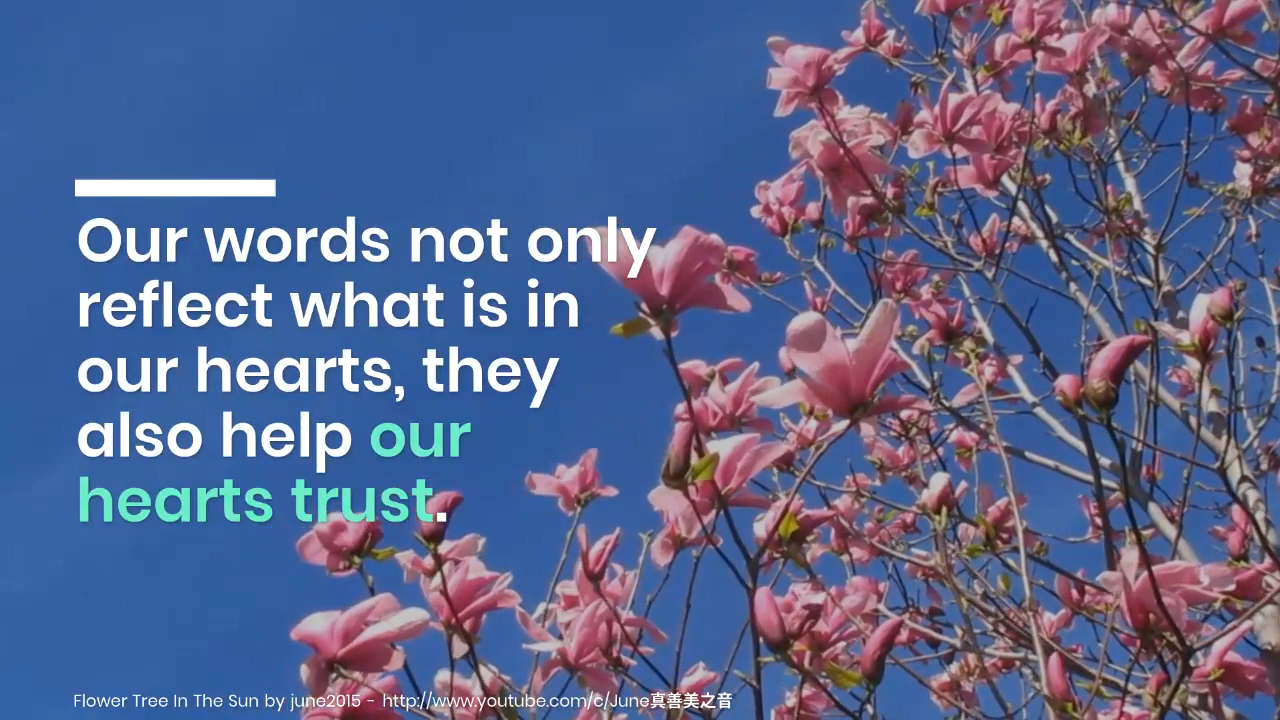 Our words not only
reflect what is in
our hearts, they
also help our
hearts trust.
Flower Tree In The Sun by june2015 - http://www.youtube.com/c/June真善美之音